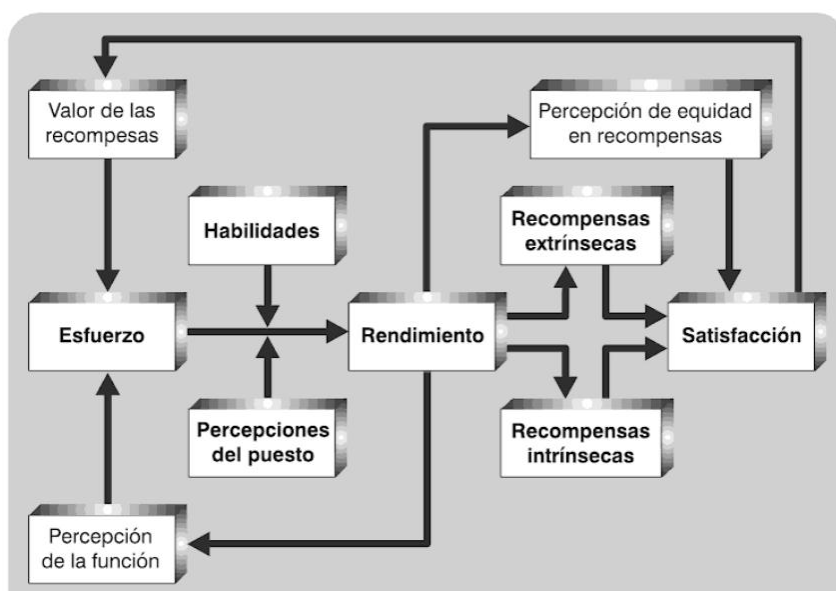 Valor de las
recompesas
Percepción de equidad
en recompensas
Habilidades
Recompensas
extrínsecas
Esfuerzo
Rendimiento
Satisfacción
Percepciones
del puesto
Recompensas
intrínsecas
Percepción
de la función